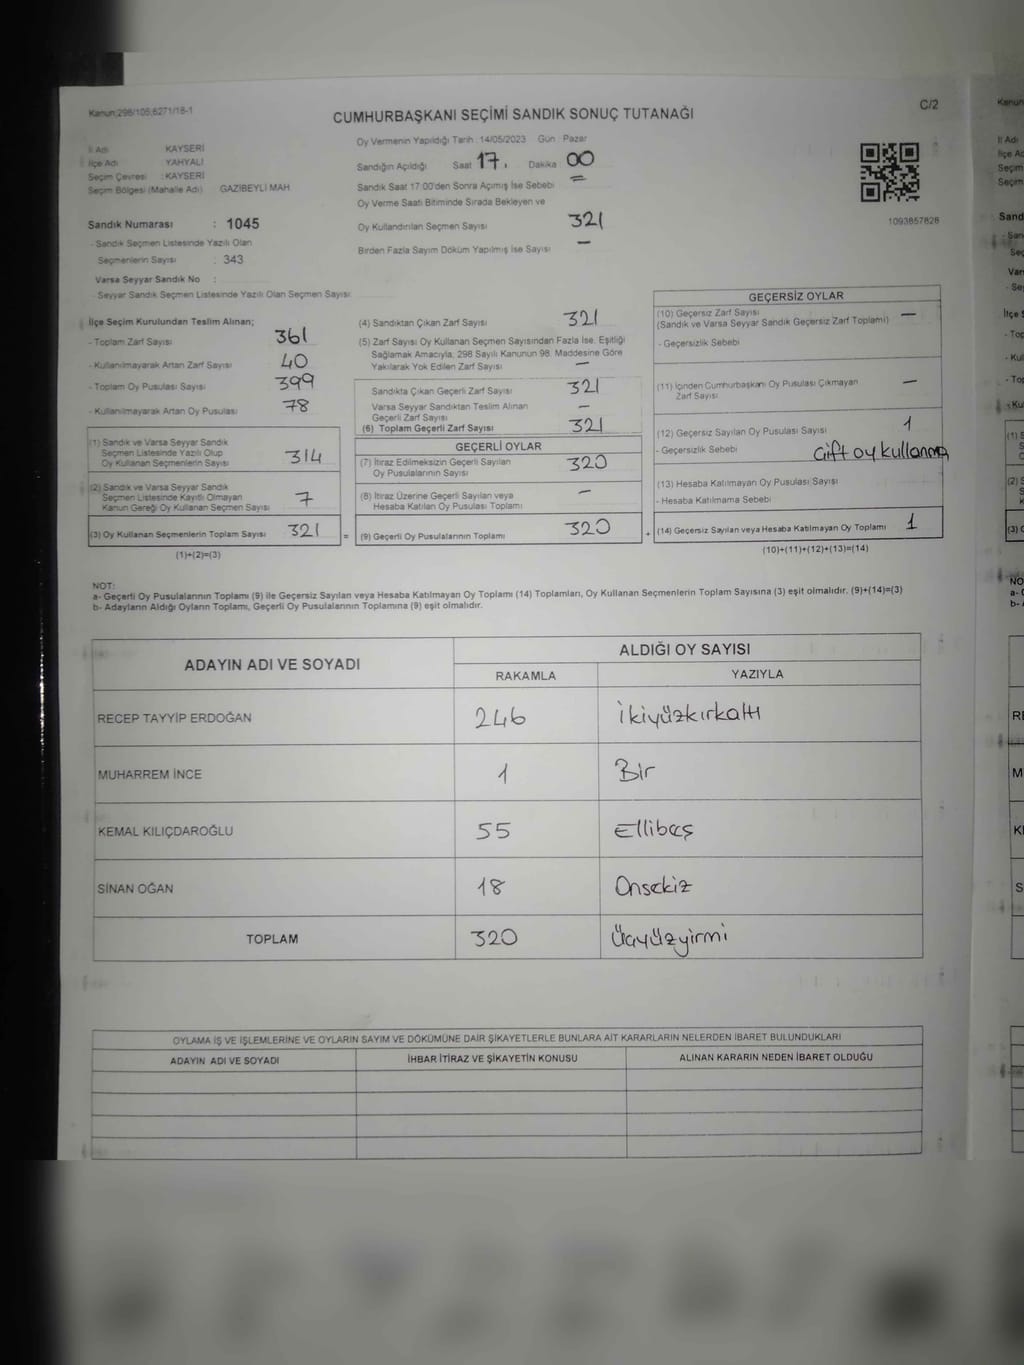 Kanun:298/105,6271/18-1
C/2
CUMHURBAŞKANI SEÇİMİ SANDIK SONUÇ TUTANAĞI
İl Adı KAYSERİ
İlçe Adı YAHYALI
Seçim Çevresi :KAYSERİ
Seçim Bölgesi (Mahalle Adı) GAZİBEYLİ MAH.
Oy Vermenin Yapıldığı Tarih : 14/05/2023 Gün : Pazar
Sandığın Açıldığı Saat 17 Dakika 00
Sandık Saat 17:00'den Sonra Açımış İse Sebebi
Oy Verme Saati Bitiminde Sırada Bekleyen ve
Oy Kullandırılan Seçmen Sayısı 321
Birden Fazla Sayım Döküm Yapılmış İse Sayısı —
1093857828
Sandık Numarası : 1045
- Sandık Seçmen Listesinde Yazılı Olan
Seçmenlerin Sayısı : 343
Varsa Seyyar Sandık No :
- Seyyar Sandık Seçmen Listesinde Yazılı Olan Seçmen Sayısı:
İlçe Seçim Kurulundan Teslim Alınan;
- Toplam Zarf Sayısı 361
- Kullanılmayarak Artan Zarf Sayısı 40
- Toplam Oy Pusulası Sayısı 399
- Kullanılmayarak Artan Oy Pusulası 78
(1) Sandık ve Varsa Seyyar Sandık
Seçmen Listesinde Yazılı Olup
Oy Kullanan Seçmenlerin Sayısı 314
(2) Sandık ve Varsa Seyyar Sandık
Seçmen Listesinde Kayıtlı Olmayan
Kanun Gereği Oy Kullanan Seçmen Sayısı 7
(3) Oy Kullanan Seçmenlerin Toplam Sayısı 321
(1)+(2)=(3)
(4) Sandıktan Çıkan Zarf Sayısı 321
(5) Zarf Sayısı Oy Kullanan Seçmen Sayısından Fazla İse, Eşitliği
Sağlamak Amacıyla, 298 Sayılı Kanunun 98. Maddesine Göre
Yakılarak Yok Edilen Zarf Sayısı —
Sandıkta Çıkan Geçerli Zarf Sayısı 321
Varsa Seyyar Sandıktan Teslim Alınan
Geçerli Zarf Sayısı —
(6) Toplam Geçerli Zarf Sayısı 321
GEÇERLİ OYLAR
(7) İtiraz Edilmeksizin Geçerli Sayılan
Oy Pusulalarının Sayısı 320
(8) İtiraz Üzerine Geçerli Sayılan veya
Hesaba Katılan Oy Pusulası Toplamı —
= (9) Geçerli Oy Pusulalarının Toplamı 320
GEÇERSİZ OYLAR
(10) Geçersiz Zarf Sayısı —
(Sandık ve Varsa Seyyar Sandık Geçersiz Zarf Toplamı)
- Geçersizlik Sebebi
(11) İçinden Cumhurbaşkanı Oy Pusulası Çıkmayan —
Zarf Sayısı
(12) Geçersiz Sayılan Oy Pusulası Sayısı 1
- Geçersizlik Sebebi Çift oy kullanma
(13) Hesaba Katılmayan Oy Pusulası Sayısı
- Hesaba Katılmama Sebebi
+ (14) Geçersiz Sayılan veya Hesaba Katılmayan Oy Toplamı 1
(10)+(11)+(12)+(13)=(14)
NOT:
a- Geçerli Oy Pusulalarının Toplamı (9) ile Geçersiz Sayılan veya Hesaba Katılmayan Oy Toplamı (14) Toplamları, Oy Kullanan Seçmenlerin Toplam Sayısına (3) eşit olmalıdır. (9)+(14)=(3)
b- Adayların Aldığı Oyların Toplamı, Geçerli Oy Pusulalarının Toplamına (9) eşit olmalıdır.
ADAYIN ADI VE SOYADI ALDIĞI OY SAYISI
RAKAMLA YAZIYLA
RECEP TAYYİP ERDOĞAN 246 İkiyüzkırkaltı
MUHARREM İNCE 1 Bir
KEMAL KILIÇDAROĞLU 55 Ellibeş
SİNAN OĞAN 18 Onsekiz
TOPLAM 320 Üçyüzyirmi
OYLAMA İŞ VE İŞLEMLERİNE VE OYLARIN SAYIM VE DÖKÜMÜNE DAİR ŞİKAYETLERLE BUNLARA AİT KARARLARIN NELERDEN İBARET BULUNDUKLARI
ADAYIN ADI VE SOYADI İHBAR İTİRAZ VE ŞİKAYETİN KONUSU ALINAN KARARIN NEDEN İBARET OLDUĞU